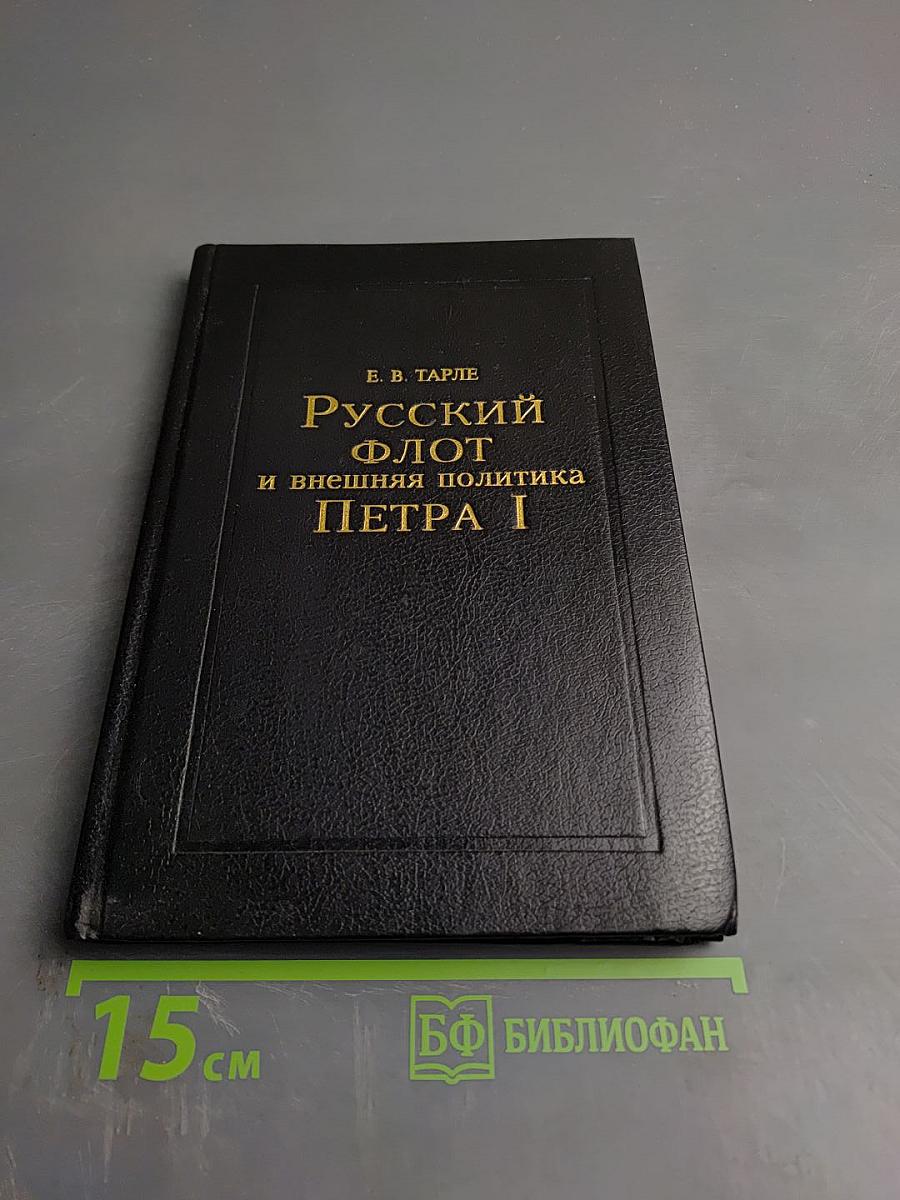 Е. В. ТАРЛЕ
РУССКИЙ
ФЛОТ
И ВНЕШНЯЯ ПОЛИТИКА
ПЕТРА I
15 см
БФ БИБЛИОФАН